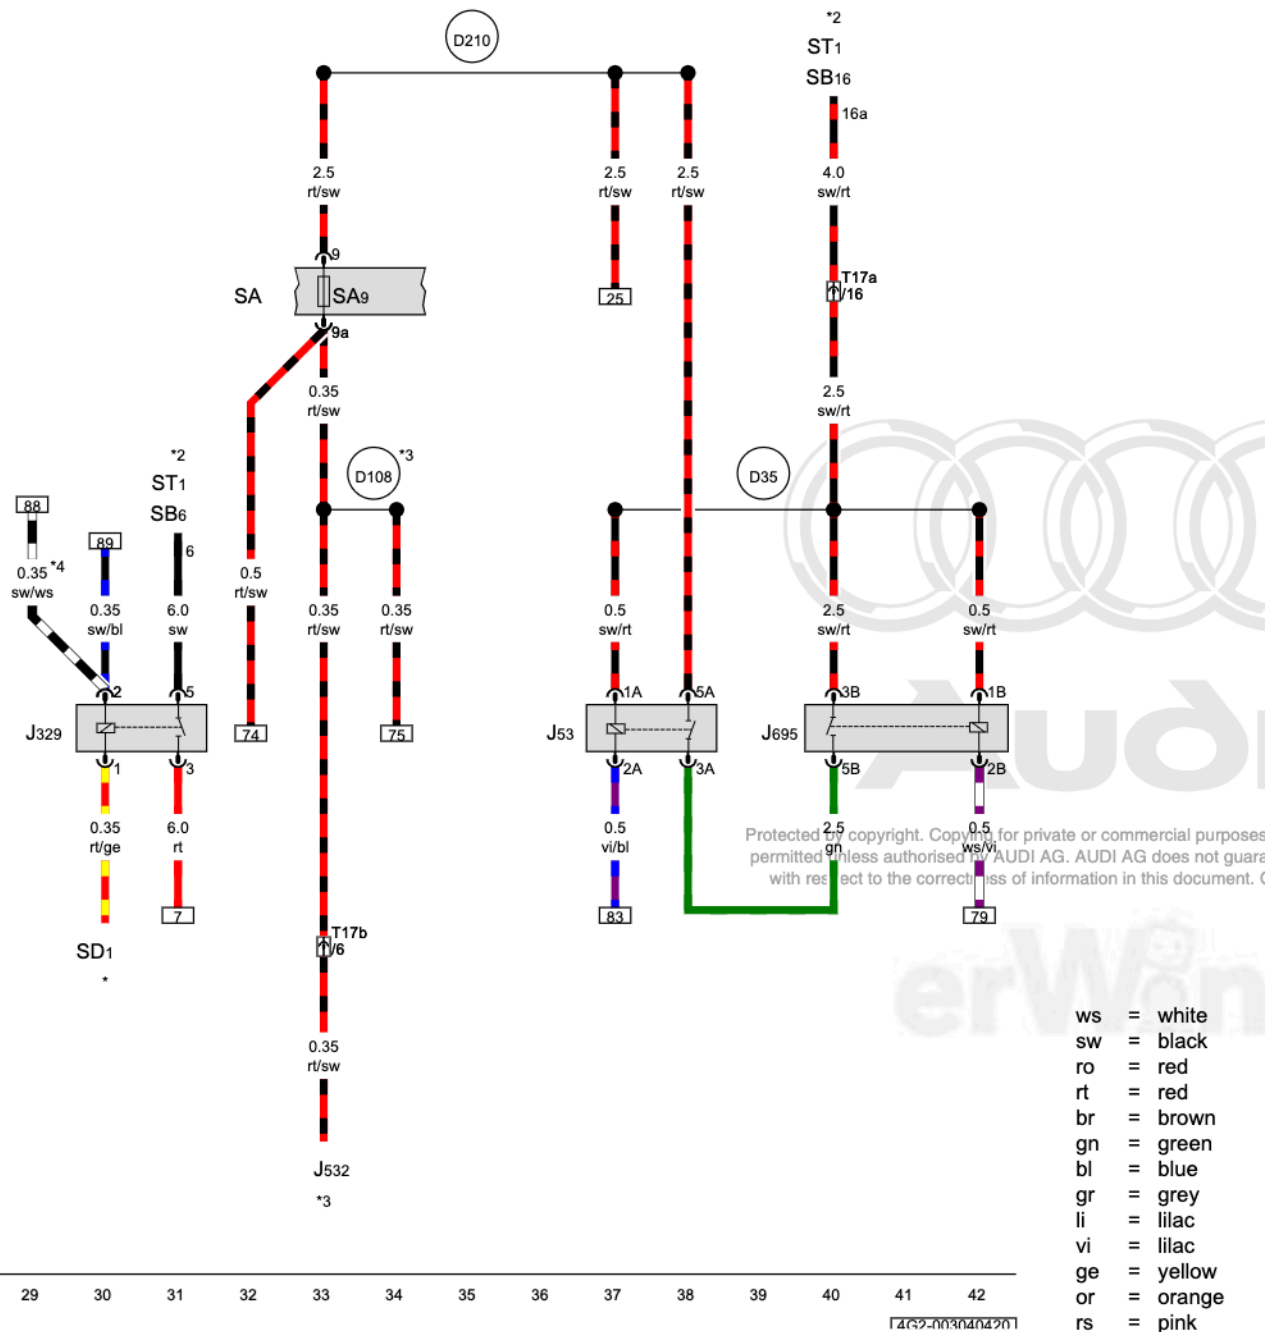 *2
D210
ST1
SB16
16a
2.5
rt/sw
2.5
rt/sw
2.5
rt/sw
4.0
sw/rt
9
SA
SA9
25
T17a
/16
9a
0.35
rt/sw
2.5
sw/rt
*2
ST1
SB6
D108
*3
D35
88
89
6
0.35
*4
sw/ws
0.35
sw/bl
6.0
sw
0.5
rt/sw
0.35
rt/sw
0.35
rt/sw
0.5
sw/rt
2.5
sw/rt
0.5
sw/rt
2
5
1A
5A
3B
1B
J329
74
75
J53
J695
Audi
1
3
2A
3A
5B
2B
0.35
rt/ge
6.0
rt
0.5
vi/bl
2.5
gn
0.5
ws/vi
Protected by copyright. Copying for private or commercial purposes
permitted unless authorised by AUDI AG. AUDI AG does not guara
with respect to the correctness of information in this document. C
7
83
79
SD1
*
T17b
/6
erWin
0.35
rt/sw
J532
*3
ws = white
sw = black
ro = red
rt = red
br = brown
gn = green
bl = blue
gr = grey
li = lilac
vi = lilac
ge = yellow
or = orange
rs = pink
29 30 31 32 33 34 35 36 37 38 39 40 41 42
4G2-003040420